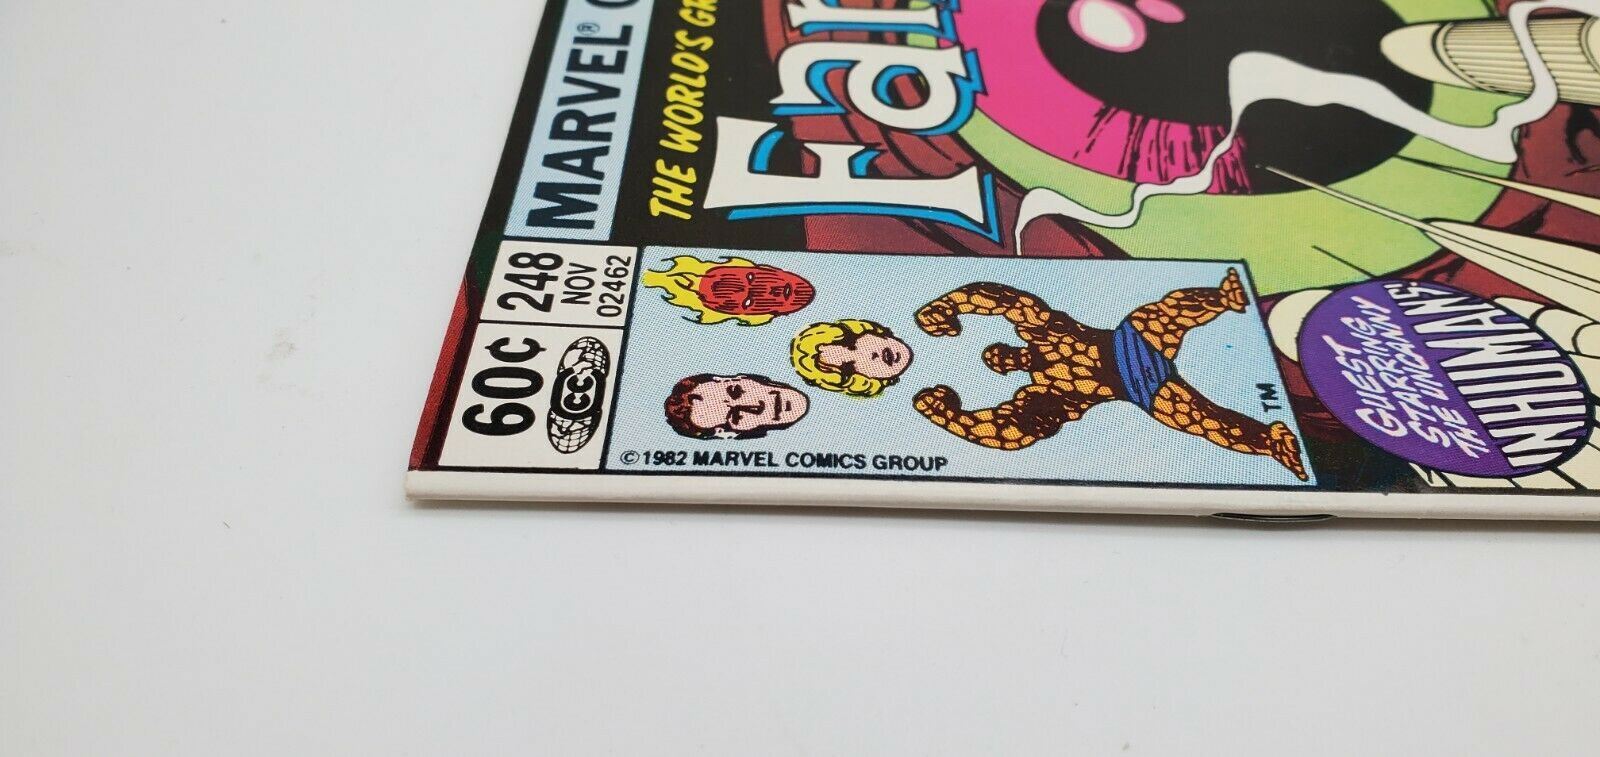 MARVEL® C
THE WORLD'S GR
Fan
60¢
248
NOV
02462
CC
TM
© 1982 MARVEL COMICS GROUP
GUEST
STARRING
THE UNCANNY
INHUMANS!